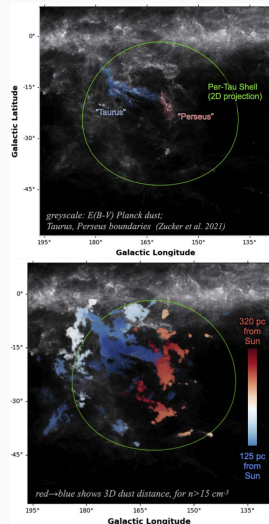 0°
-15°
-30°
-45°
Galactic Latitude
Per-Tau Shell
(2D projection)
"Taurus"
"Perseus"
greyscale: E(B-V) Planck dust;
Taurus, Perseus boundaries (Zucker et al. 2021)
195° 180° 165° 150° 135°
Galactic Longitude
0°
-15°
-30°
-45°
Galactic Latitude
320 pc
from
Sun
125 pc
from
Sun
red→blue shows 3D dust distance, for n>15 cm⁻³
195° 180° 165° 150° 135°
Galactic Longitude